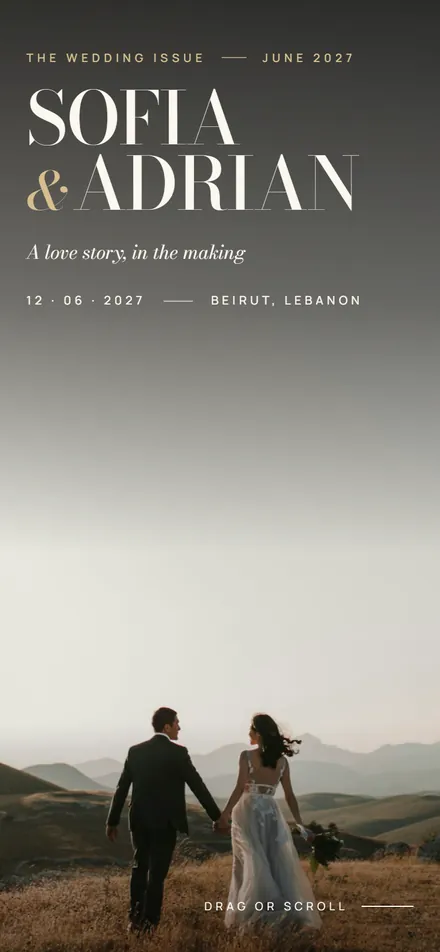 THE WEDDING ISSUE — JUNE 2027
SOFIA
& ADRIAN
A love story, in the making
12 · 06 · 2027 — BEIRUT, LEBANON
DRAG OR SCROLL